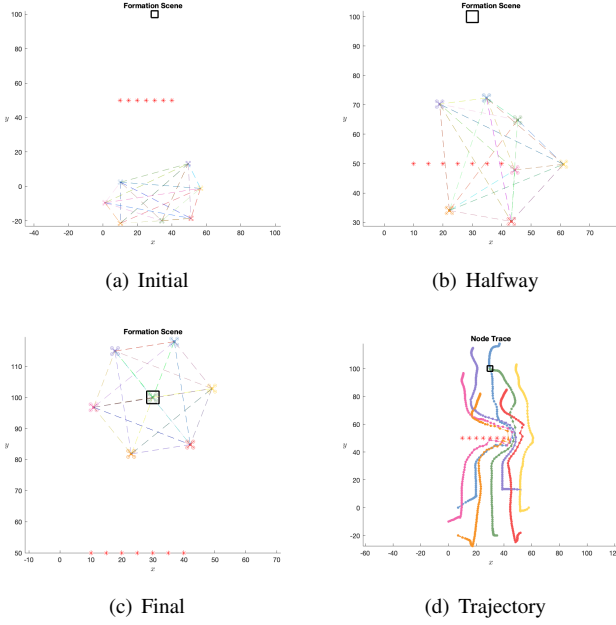 Formation Scene
100
80
60
y
40
20
0
-20
-40 -20 0 20 40 60 80 100
x
(a) Initial
Formation Scene
100
90
80
70
y
60
50
40
30
-10 0 10 20 30 40 50 60 70
x
(b) Halfway
Formation Scene
110
100
90
y
80
70
60
50
-10 0 10 20 30 40 50 60 70
x
(c) Final
Node Trace
100
80
60
y
40
20
0
-20
-60 -40 -20 0 20 40 60 80 100 120
x
(d) Trajectory